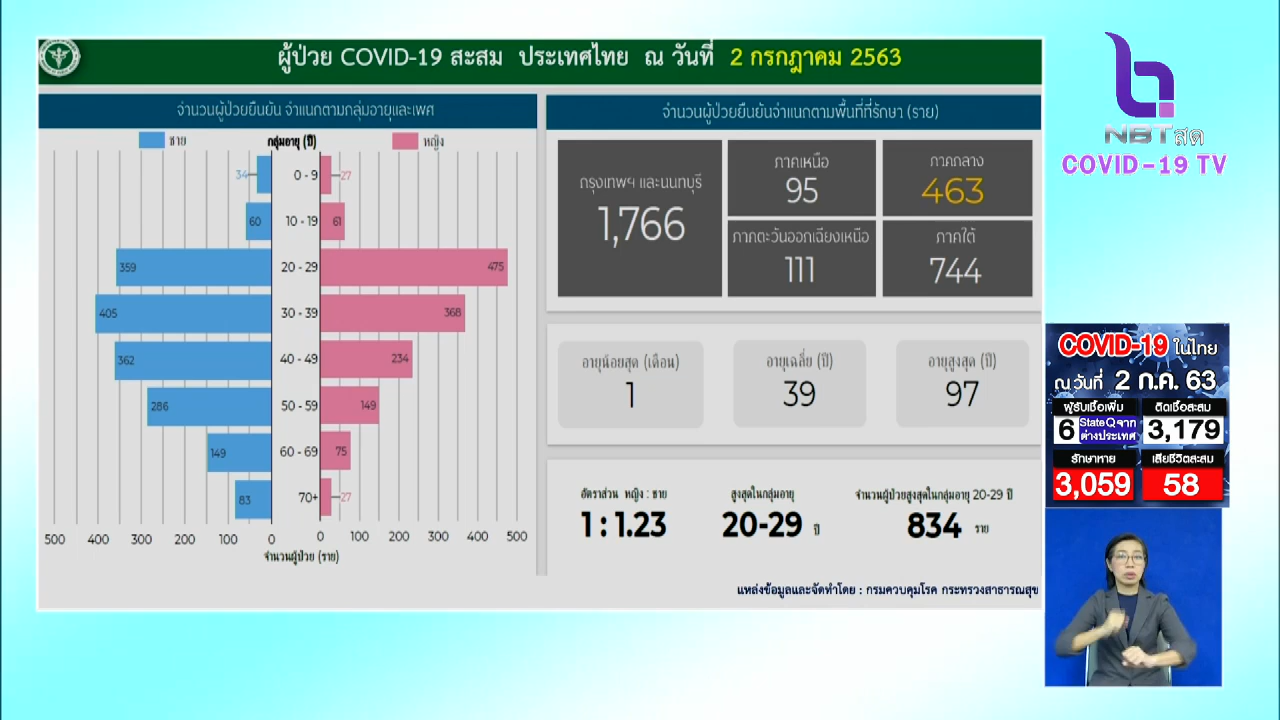 ผู้ป่วย COVID-19 สะสม ประเทศไทย ณ วันที่ 2 กรกฎาคม 2563
จำนวนผู้ป่วยยืนยัน จำแนกตามกลุ่มอายุและเพศ
ชาย กลุ่มอายุ (ปี) หญิง
34 0 - 9 27
60 10 - 19 61
359 20 - 29 475
405 30 - 39 368
362 40 - 49 234
286 50 - 59 149
149 60 - 69 75
83 70+ 27
500 400 300 200 100 0 0 100 200 300 400 500
จำนวนผู้ป่วย (ราย)
จำนวนผู้ป่วยยืนยันจำแนกตามพื้นที่ที่รักษา (ราย)
กรุงเทพฯ และนนทบุรี
1,766
ภาคเหนือ
95
ภาคกลาง
463
ภาคตะวันออกเฉียงเหนือ
111
ภาคใต้
744
อายุน้อยสุด (เดือน)
1
อายุเฉลี่ย (ปี)
39
อายุสูงสุด (ปี)
97
อัตราส่วน หญิง : ชาย
1 : 1.23
สูงสุดในกลุ่มอายุ
20-29 ปี
จำนวนผู้ป่วยสูงสุดในกลุ่มอายุ 20-29 ปี
834 ราย
แหล่งข้อมูลและจัดทำโดย : กรมควบคุมโรค กระทรวงสาธารณสุข
NBT สด
COVID-19 TV
COVID-19 ในไทย
ณ วันที่ 2 ก.ค. 63
ผู้รับเชื้อเพิ่ม
6 State Q จาก
ต่างประเทศ
ติดเชื้อสะสม
3,179
รักษาหาย
3,059
เสียชีวิตสะสม
58